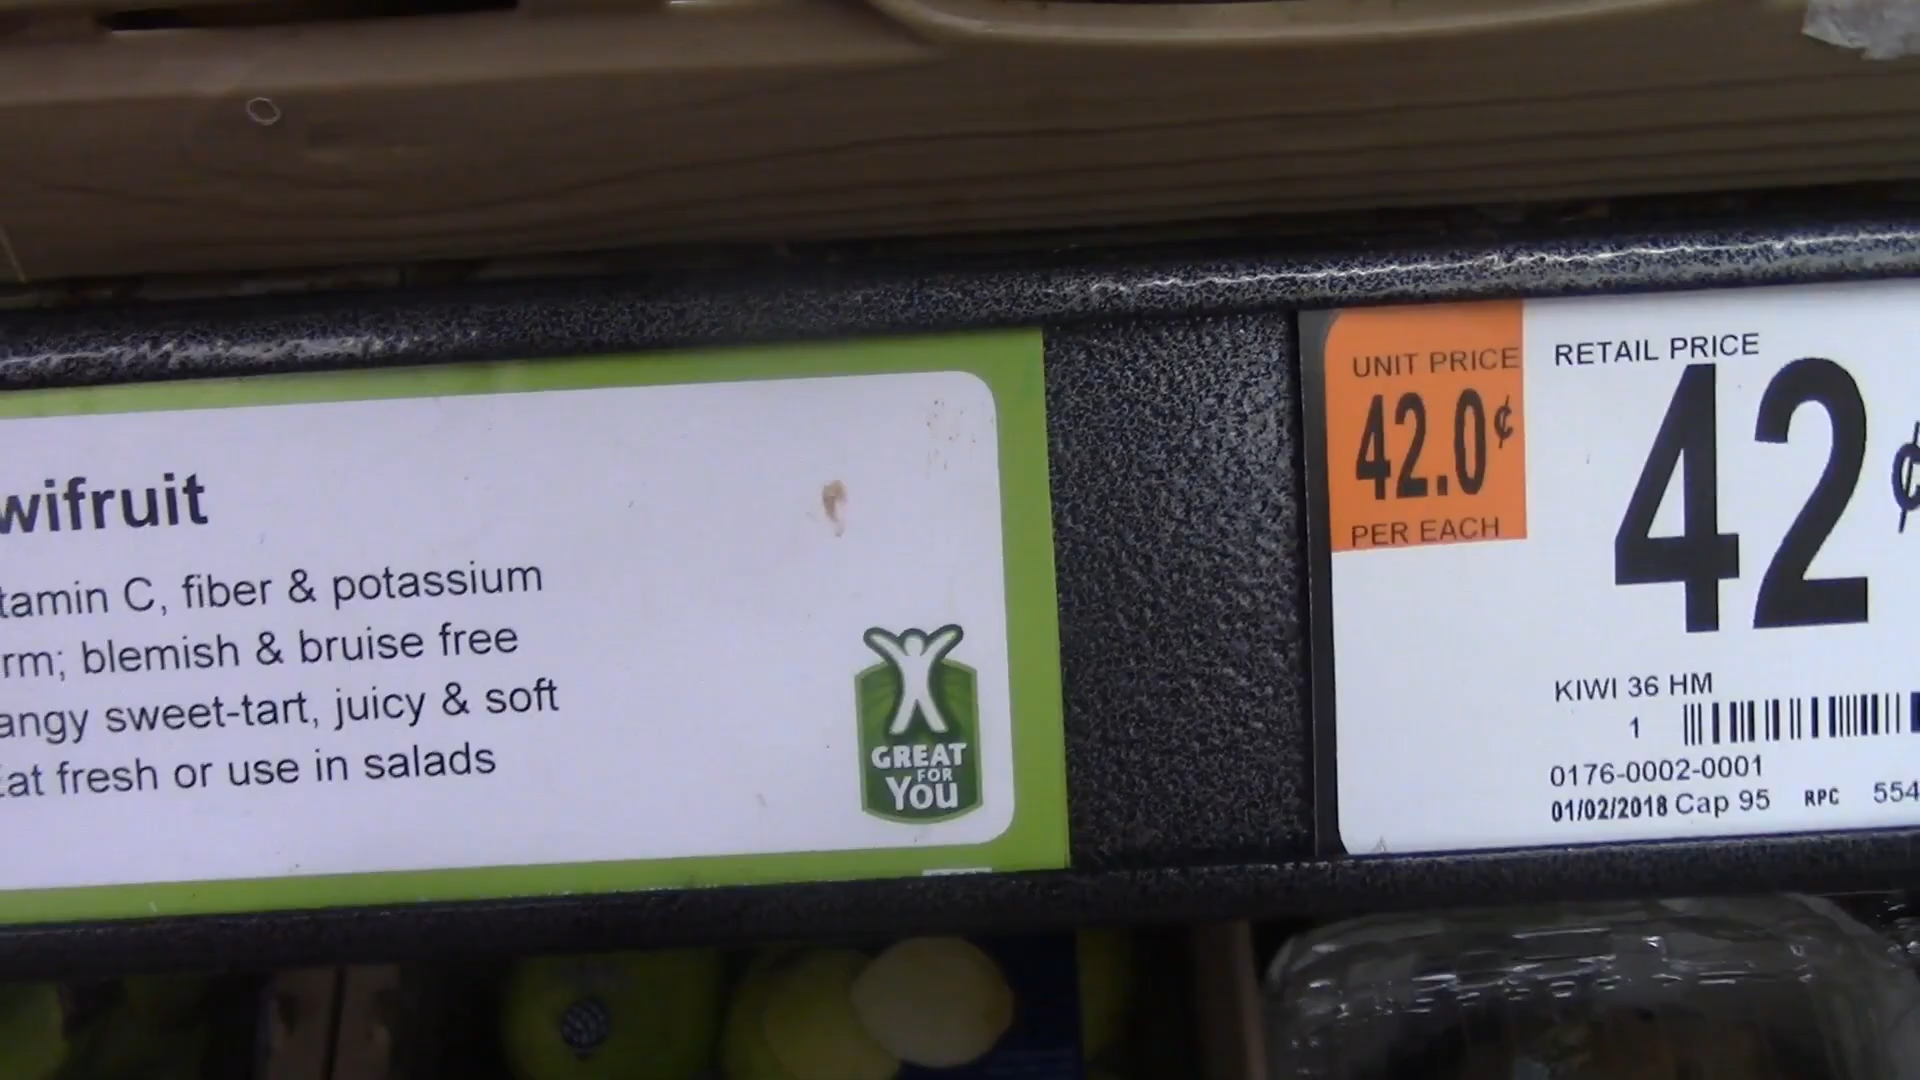 wifruit
tamin C, fiber & potassium
rm; blemish & bruise free
angy sweet-tart, juicy & soft
Eat fresh or use in salads
GREAT
FOR
You
UNIT PRICE
42.0¢
PER EACH
RETAIL PRICE
42¢
KIWI 36 HM
1
0176-0002-0001
01/02/2018 Cap 95 RPC 554